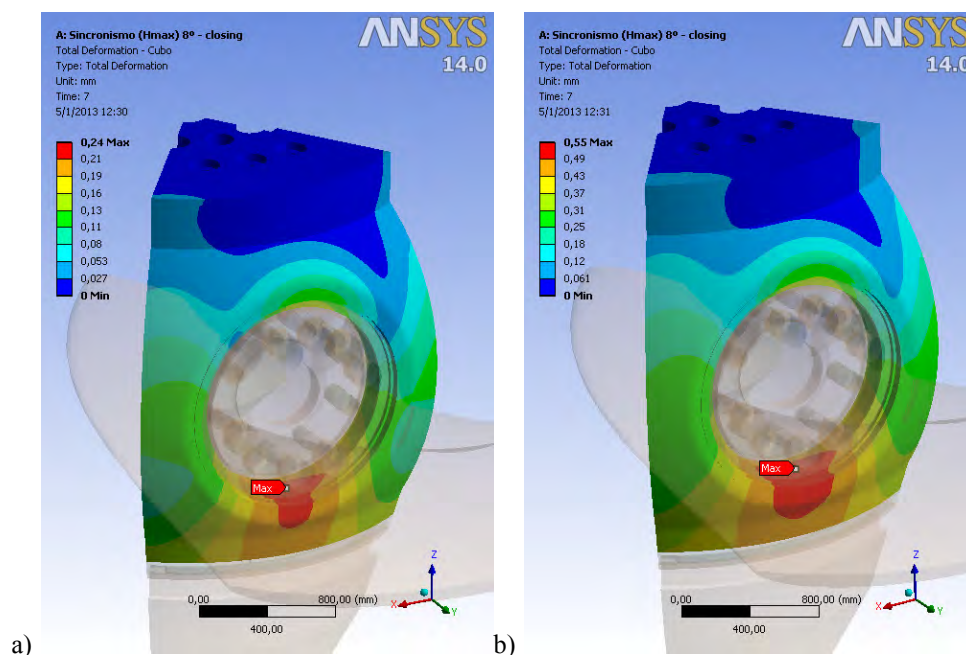 A: Sincronismo (Hmax) 8º - closing
Total Deformation - Cubo
Type: Total Deformation
Unit: mm
Time: 7
5/1/2013 12:30
ANSYS
14.0
0,24 Max
0,21
0,19
0,16
0,13
0,11
0,08
0,053
0,027
0 Min
Max
0,00
800,00 (mm)
400,00
Z
X
Y
a)
A: Sincronismo (Hmax) 8º - closing
Total Deformation - Cubo
Type: Total Deformation
Unit: mm
Time: 7
5/1/2013 12:31
ANSYS
14.0
0,55 Max
0,49
0,43
0,37
0,31
0,25
0,18
0,12
0,061
0 Min
Max
0,00
800,00 (mm)
400,00
Z
X
Y
b)